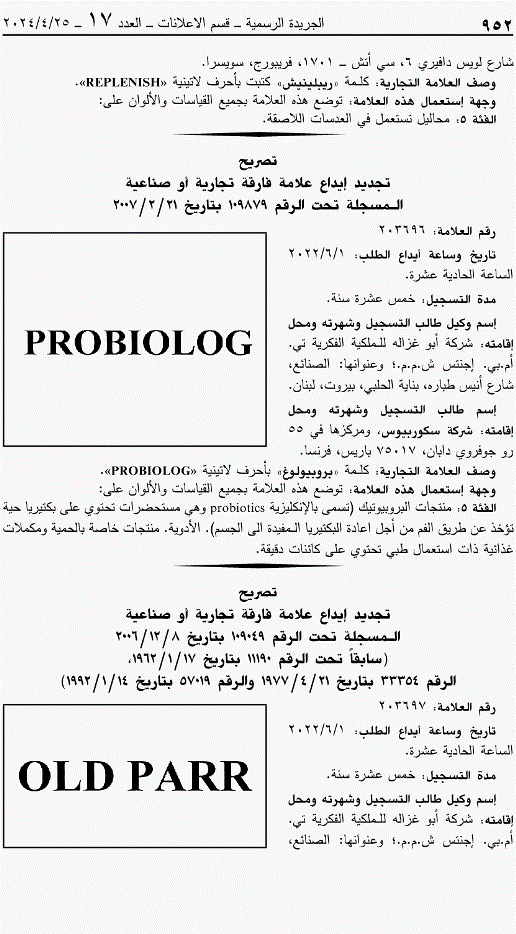 ٩٥٢ الجريدة الرسمية – قسم الاعلانات – العدد ١٧ – ٢٠٢٤/٤/٢٥
شارع لويس دافيري ٦، سي أتش – ١٧٠١، فريبورج، سويسرا.
وصف العلامة التجارية: كلمة «ريبلينيش» كتبت بأحرف لاتينية «REPLENISH».
وجهة إستعمال هذه العلامة: توضع هذه العلامة بجميع القياسات والألوان على:
الفئة ٥: محاليل تستعمل في العدسات اللاصقة.
تصريح
تجديد إيداع علامة فارقة تجارية أو صناعية
المسجلة تحت الرقم ١٠٩٨٧٩ بتاريخ ٢٠٠٧/٢/٢١
رقم العلامة: ٢٠٣٦٩٦
تاريخ وساعة أيداع الطلب: ٢٠٢٢/٦/١
الساعة الحادية عشرة.
مدة التسجيل: خمس عشرة سنة.
إسم وكيل طالب التسجيل وشهرته ومحل
إقامته: شركة أبو غزاله للملكية الفكرية تي.
أم.بي. إجنتس ش.م.م.؛ وعنوانها: الصنائع،
شارع أنيس طباره، بناية الحلبي، بيروت، لبنان.
إسم طالب التسجيل وشهرته ومحل
إقامته: شركة سكوربيوس، ومركزها في ٥٥
رو جوفروي دابان، ٧٥٠١٧ باريس، فرنسا.
PROBIOLOG
وصف العلامة التجارية: كلمة «بروبيولوغ» بأحرف لاتينية «PROBIOLOG».
وجهة إستعمال هذه العلامة: توضع هذه العلامة بجميع القياسات والألوان على:
الفئة ٥: منتجات البروبيوتيك (تسمى بالإنكليزية probiotics وهي مستحضرات تحتوي على بكتيريا حية
تؤخذ عن طريق الفم من أجل اعادة البكتيريا المفيدة الى الجسم). الأدوية. منتجات خاصة بالحمية ومكملات
غذائية ذات استعمال طبي تحتوي على كائنات دقيقة.
تصريح
تجديد إيداع علامة فارقة تجارية أو صناعية
المسجلة تحت الرقم ١٠٩٠٤٩ بتاريخ ٢٠٠٦/١٢/٨
(سابقاً تحت الرقم ١١١٩٠ بتاريخ ١٩٦٢/١/١٧،
الرقم ٣٣٣٥٤ بتاريخ ١٩٧٧/٤/٢١ والرقم ٥٧٠١٩ بتاريخ ١٩٩٢/١/١٤)
رقم العلامة: ٢٠٣٦٩٧
تاريخ وساعة أيداع الطلب: ٢٠٢٢/٦/١
الساعة الحادية عشرة.
مدة التسجيل: خمس عشرة سنة.
إسم وكيل طالب التسجيل وشهرته ومحل
إقامته: شركة أبو غزاله للملكية الفكرية تي.
أم.بي. إجنتس ش.م.م.؛ وعنوانها: الصنائع،
OLD PARR